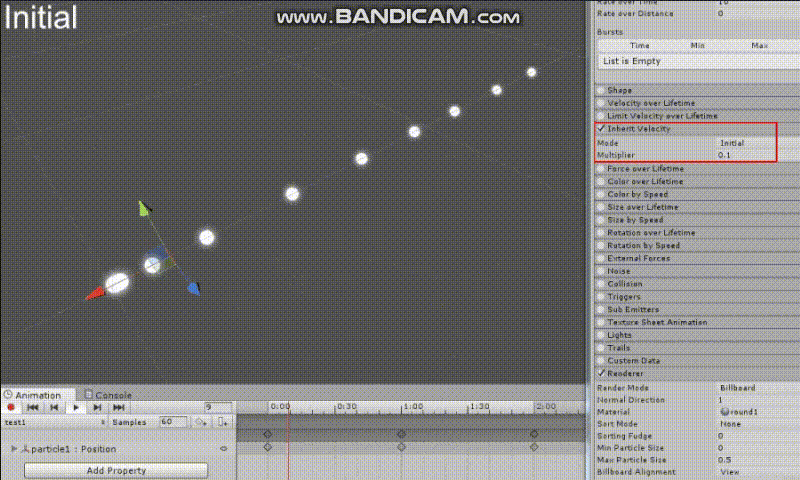 Initial
www.BANDICAM.com
Rate over Time 10
Rate over Distance 0
Bursts
Time Min Max
List is Empty
Shape
Velocity over Lifetime
Limit Velocity over Lifetime
Inherit Velocity
Mode Initial
Multiplier 0.1
Force over Lifetime
Color over Lifetime
Color by Speed
Size over Lifetime
Size by Speed
Rotation over Lifetime
Rotation by Speed
External Forces
Noise
Collision
Triggers
Sub Emitters
Texture Sheet Animation
Lights
Trails
Custom Data
Renderer
Render Mode Billboard
Normal Direction 1
Material round1
Sort Mode None
Sorting Fudge 0
Min Particle Size 0
Max Particle Size 0.5
Billboard Alignment View
Animation Console
9 0:00 0:30 1:00 1:30 2:00
test1 Samples 60
particle1 : Position
Add Property